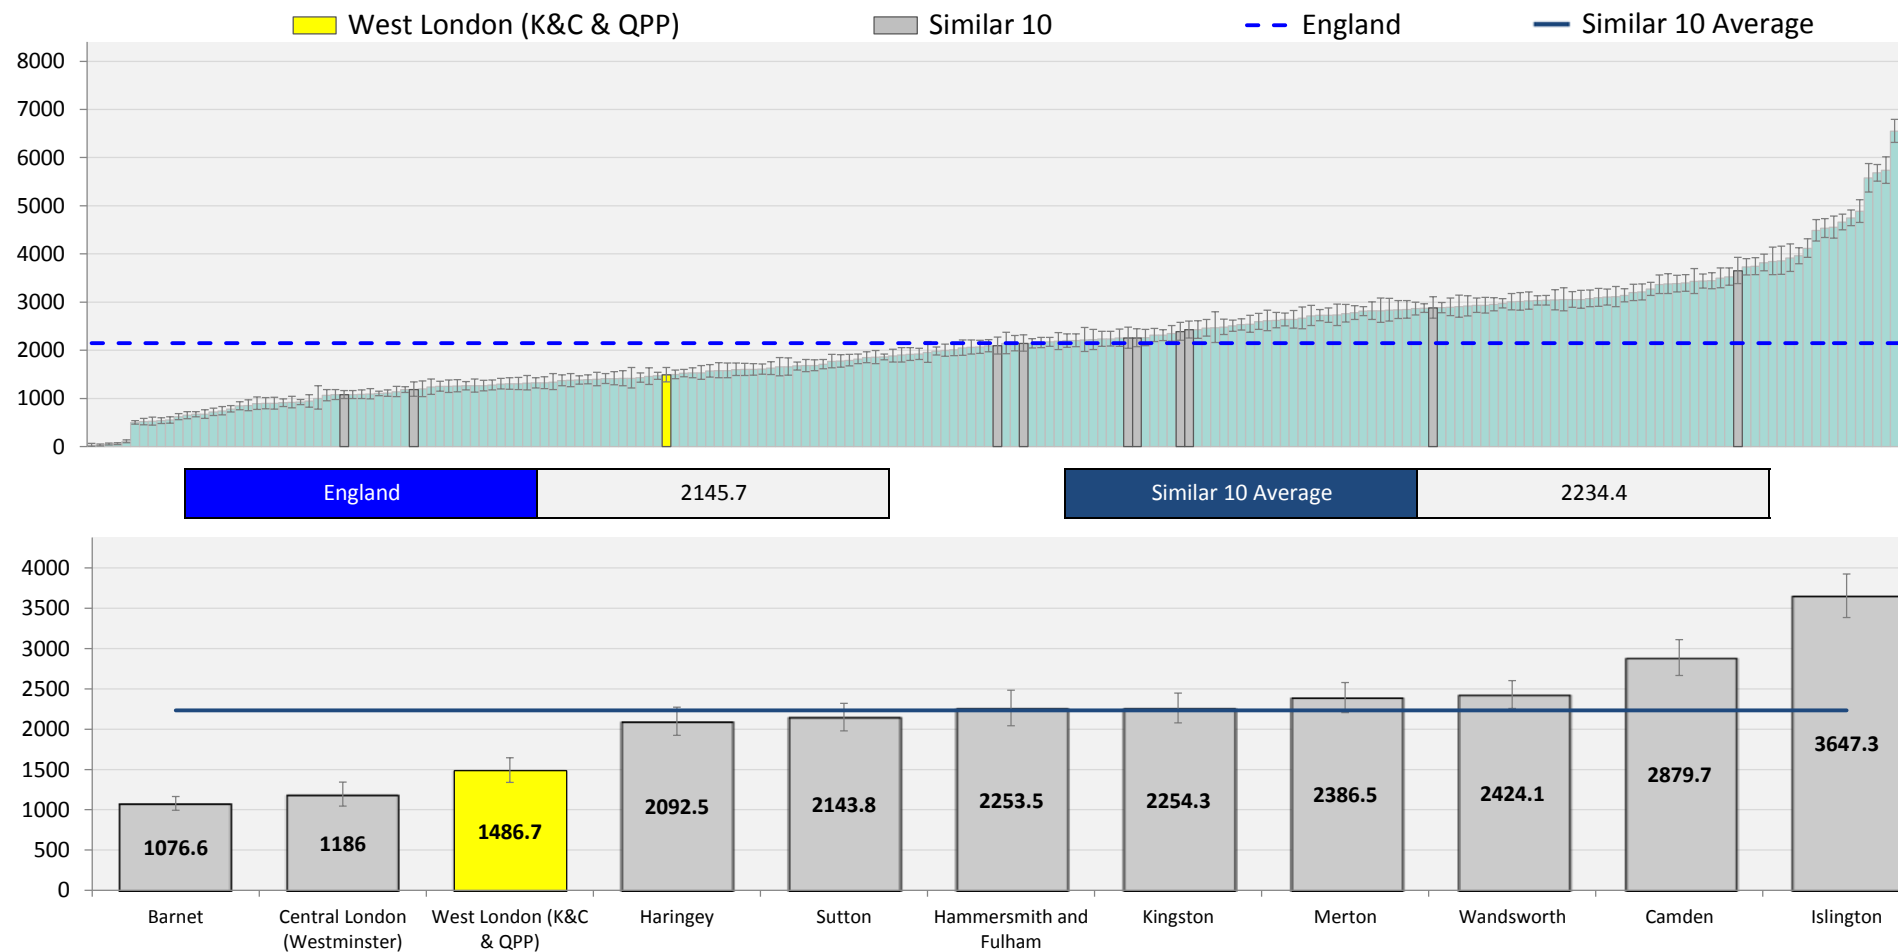 West London (K&C & QPP)
Similar 10
England
Similar 10 Average
8000
7000
6000
5000
4000
3000
2000
1000
0
England
2145.7
Similar 10 Average
2234.4
4000
3500
3000
2500
2000
1500
1000
500
0
1076.6
1186
1486.7
2092.5
2143.8
2253.5
2254.3
2386.5
2424.1
2879.7
3647.3
Barnet
Central London
(Westminster)
West London (K&C
& QPP)
Haringey
Sutton
Hammersmith and
Fulham
Kingston
Merton
Wandsworth
Camden
Islington